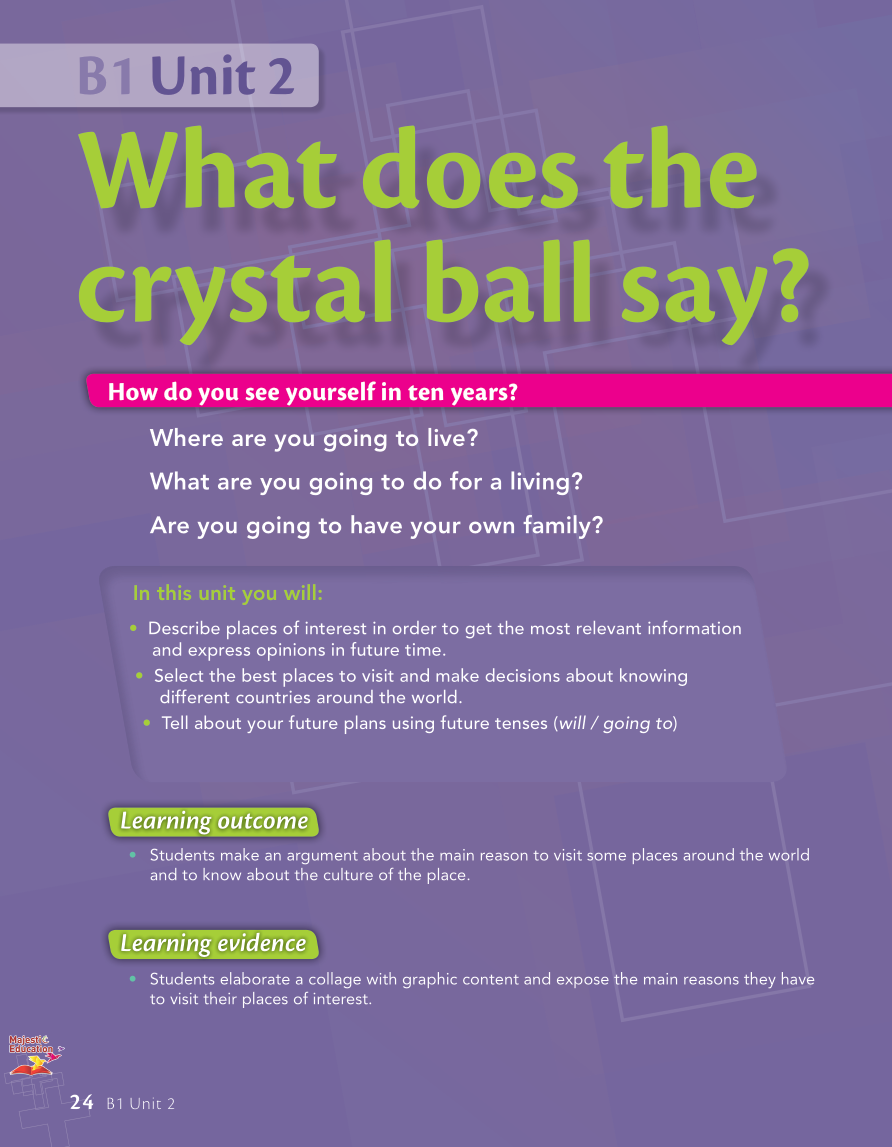 B1 Unit 2
What does the
crystal ball say?
How do you see yourself in ten years?
Where are you going to live?
What are you going to do for a living?
Are you going to have your own family?
In this unit you will:
• Describe places of interest in order to get the most relevant information
and express opinions in future time.
• Select the best places to visit and make decisions about knowing
different countries around the world.
• Tell about your future plans using future tenses (will / going to)
Learning outcome
• Students make an argument about the main reason to visit some places around the world
and to know about the culture of the place.
Learning evidence
• Students elaborate a collage with graphic content and expose the main reasons they have
to visit their places of interest.
Majestic
Education
24 B1 Unit 2